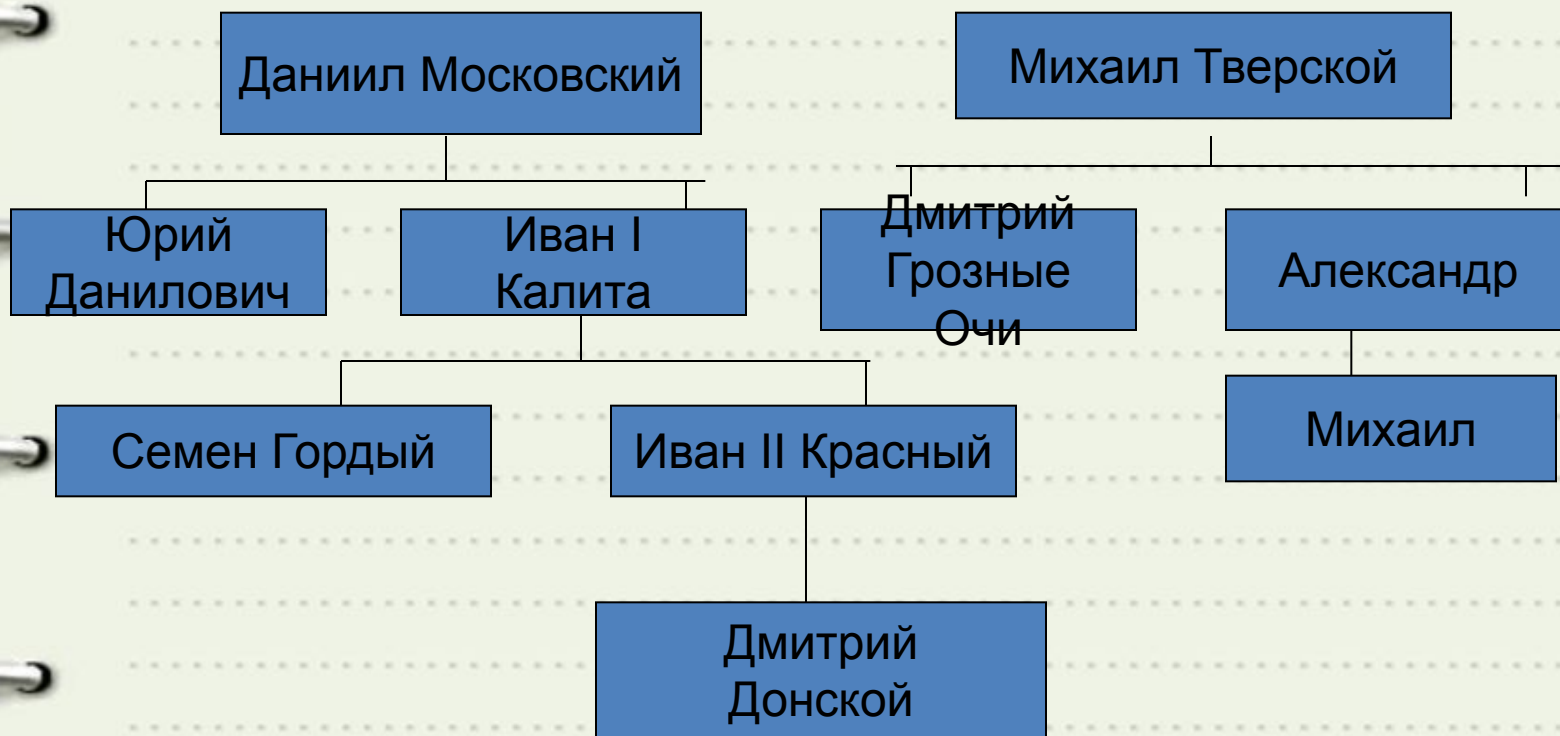 Даниил Московский
Михаил Тверской
Юрий
Данилович
Иван I
Калита
Дмитрий
Грозные
Очи
Александр
Семен Гордый
Иван II Красный
Михаил
Дмитрий
Донской